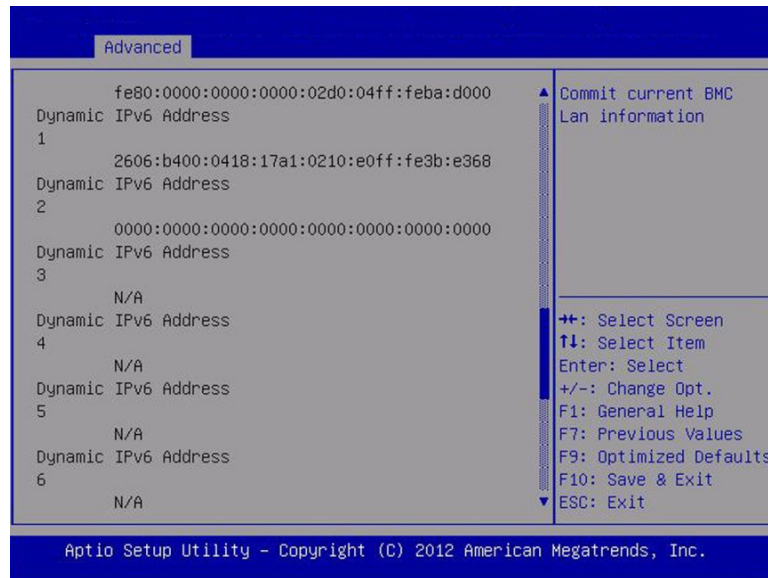 Advanced
fe80:0000:0000:0000:02d0:04ff:feba:d000
Dynamic IPv6 Address
1
2606:b400:0418:17a1:0210:e0ff:fe3b:e368
Dynamic IPv6 Address
2
0000:0000:0000:0000:0000:0000:0000:0000
Dynamic IPv6 Address
3
N/A
Dynamic IPv6 Address
4
N/A
Dynamic IPv6 Address
5
N/A
Dynamic IPv6 Address
6
N/A
Commit current BMC
Lan information
→←: Select Screen
↑↓: Select Item
Enter: Select
+/-: Change Opt.
F1: General Help
F7: Previous Values
F9: Optimized Defaults
F10: Save & Exit
ESC: Exit
Aptio Setup Utility - Copyright (C) 2012 American Megatrends, Inc.